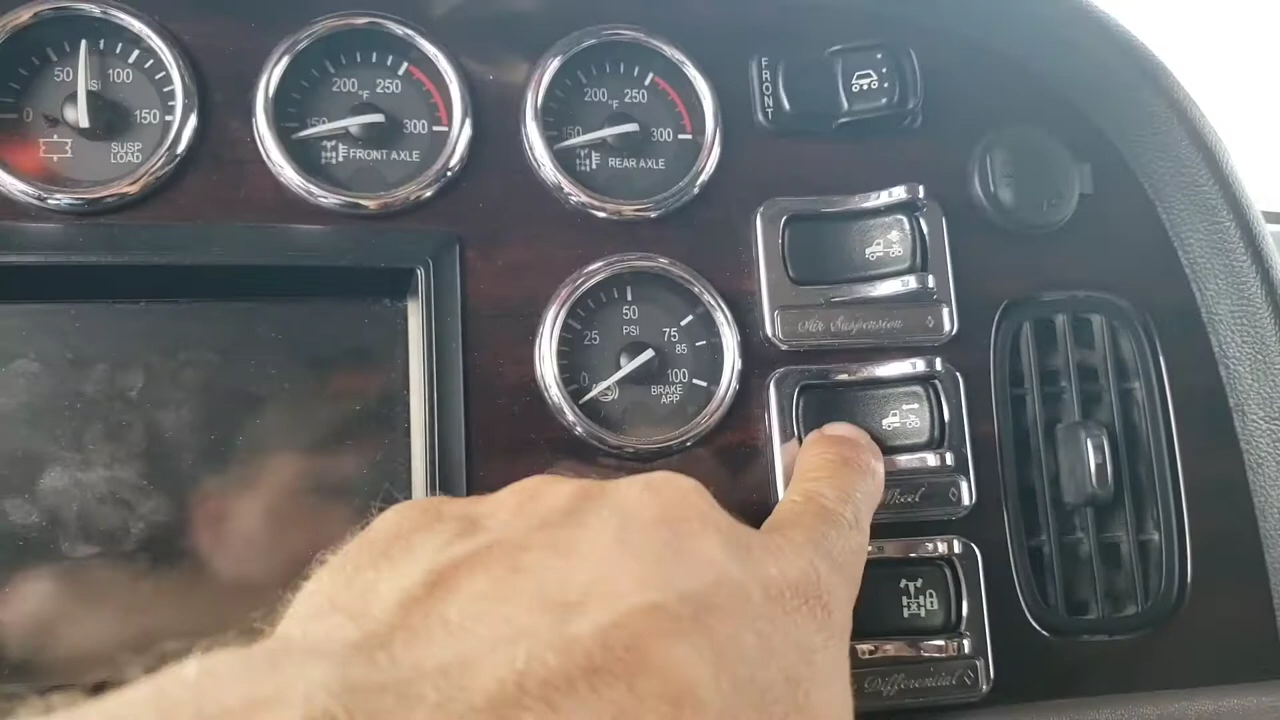 50
100
PSI
0
150
SUSP
LOAD
200
250
°F
150
300
FRONT AXLE
200
250
°F
150
300
REAR AXLE
FRONT
50
PSI
25
75
85
0
100
BRAKE
APP
Air Suspension
Wheel
Differential